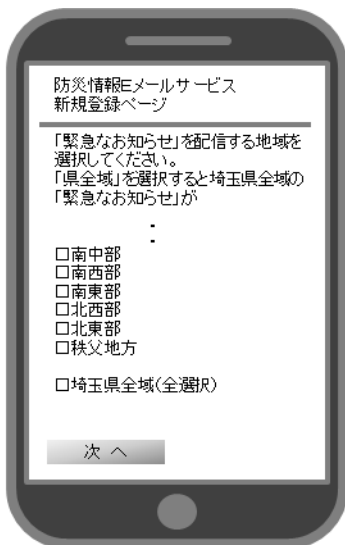 防災情報Eメールサービス
新規登録ページ
「緊急なお知らせ」を配信する地域を
選択してください。
「県全域」を選択すると埼玉県全域の
「緊急なお知らせ」が
：
□南中部
□南西部
□南東部
□北西部
□北東部
□秩父地方
□埼玉県全域(全選択)
次 へ